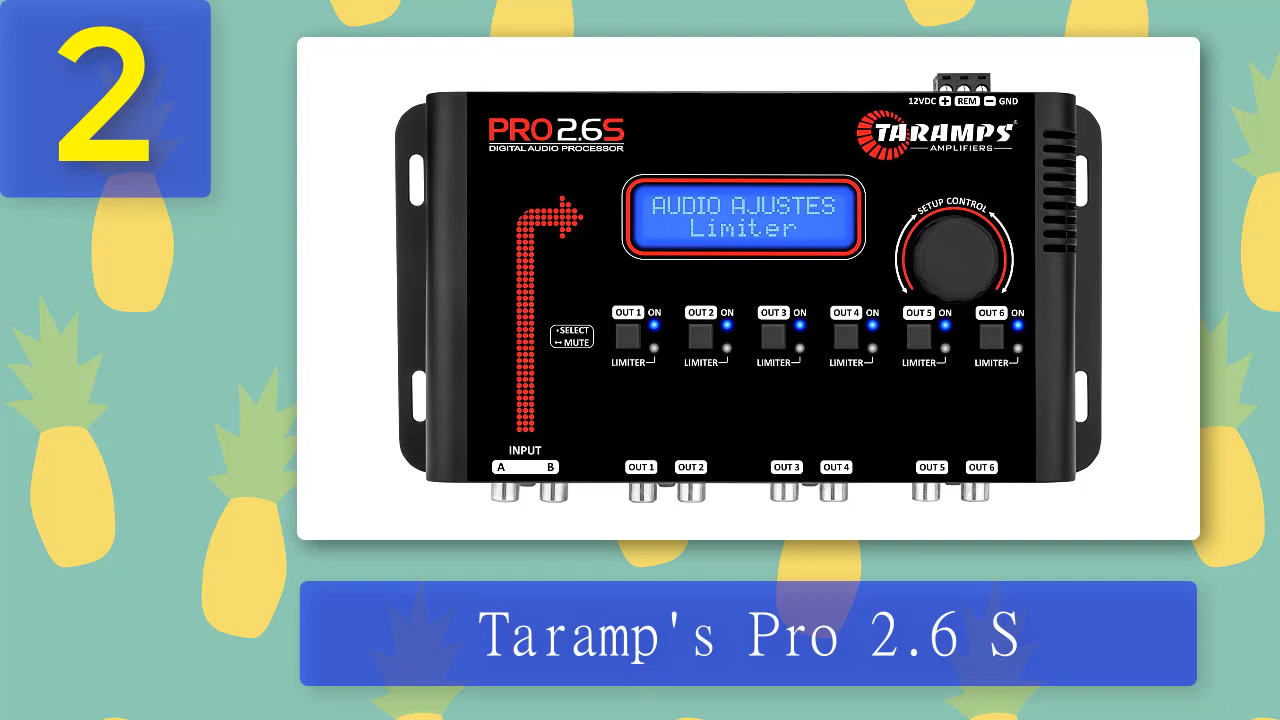 2
12VDC + REM − GND
PRO 2.6S
DIGITAL AUDIO PROCESSOR
TARAMPS®
AMPLIFIERS
AUDIO AJUSTES
Limiter
SETUP CONTROL
•SELECT
↔MUTE
OUT 1 ON OUT 2 ON OUT 3 ON OUT 4 ON OUT 5 ON OUT 6 ON
LIMITER LIMITER LIMITER LIMITER LIMITER LIMITER
INPUT
A B OUT 1 OUT 2 OUT 3 OUT 4 OUT 5 OUT 6
Taramp's Pro 2.6 S